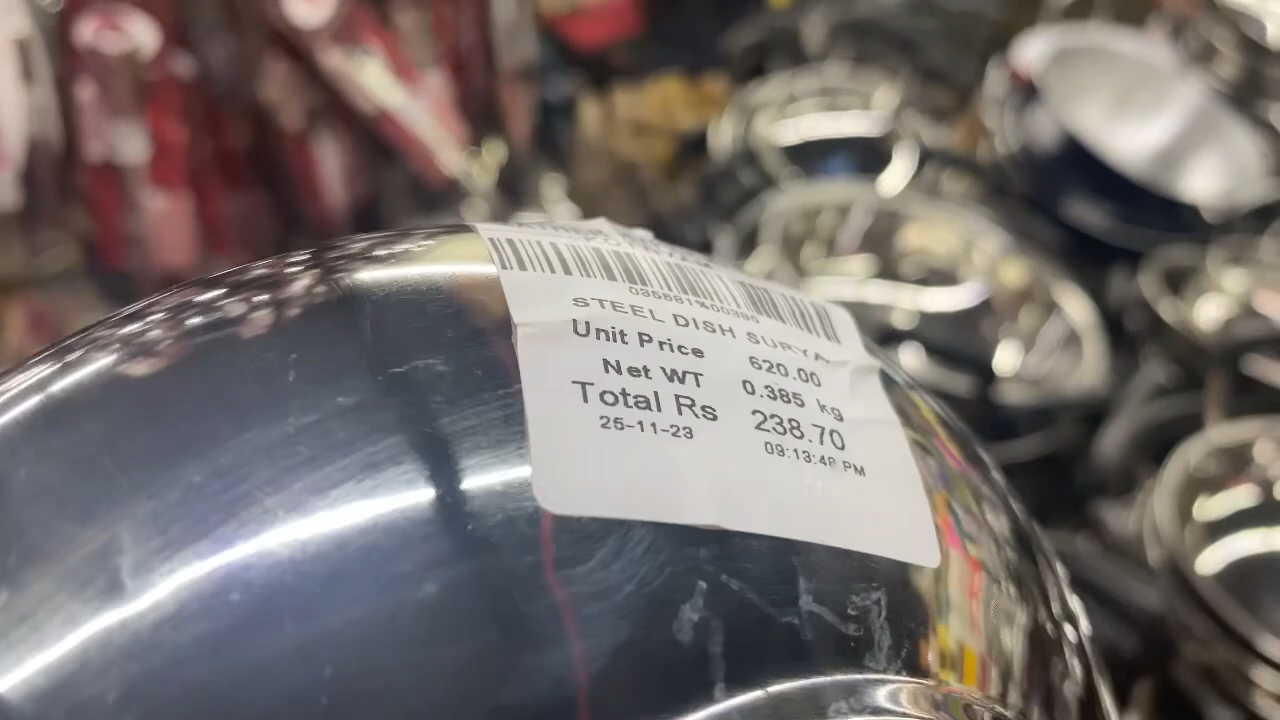 035881%00385
STEEL DISH SURYA
Unit Price 620.00
Net WT 0.385 kg
Total Rs 238.70
25-11-23 09:13:48 PM